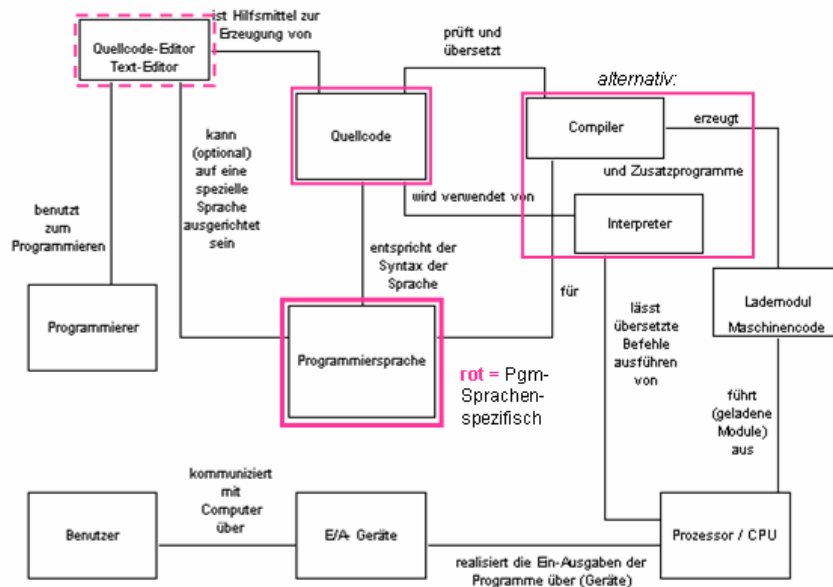 ist Hilfsmittel zur
Erzeugung von
Quellcode-Editor
Text-Editor
prüft und
übersetzt
alternativ:
Quellcode
Compiler
erzeugt
kann
(optional)
auf eine
spezielle
Sprache
ausgerichtet
sein
und Zusatzprogramme
wird verwendet von
Interpreter
benutzt
zum
Programmieren
entspricht der
Syntax der
Sprache
für
Programmierer
lässt
übersetzte
Befehle
ausführen
von
Lademodul
Maschinencode
Programmiersprache
rot = Pgm-
Sprachen-
spezifisch
führt
(geladene
Module)
aus
kommuniziert
mit
Computer
über
Benutzer
E/A- Geräte
Prozessor / CPU
realisiert die Ein-Ausgaben der
Programme über (Geräte)